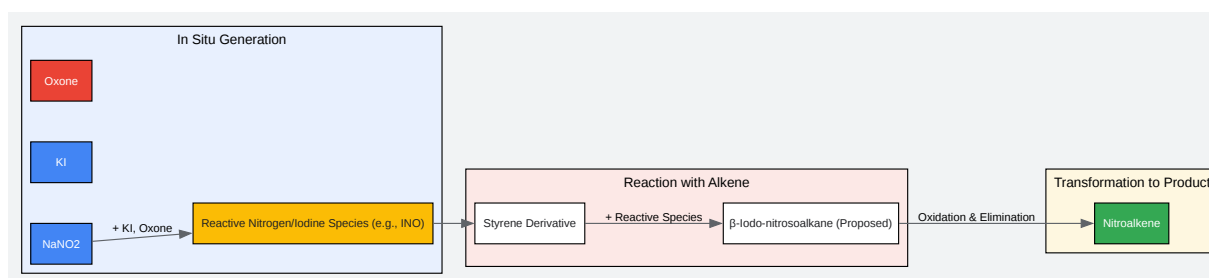 In Situ Generation
Oxone
KI
NaNO2
+ KI, Oxone
Reactive Nitrogen/Iodine Species (e.g., INO)
Reaction with Alkene
Styrene Derivative
+ Reactive Species
β-Iodo-nitrosoalkane (Proposed)
Oxidation & Elimination
Transformation to Product
Nitroalkene